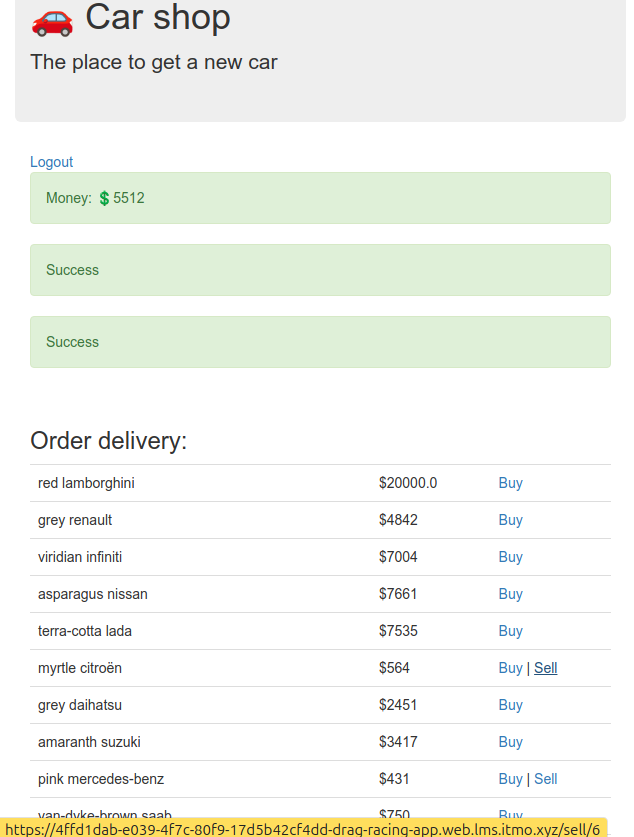 Car shop
The place to get a new car
Logout
Money: 💲5512
Success
Success
Order delivery:
red lamborghini $20000.0 Buy
grey renault $4842 Buy
viridian infiniti $7004 Buy
asparagus nissan $7661 Buy
terra-cotta lada $7535 Buy
myrtle citroën $564 Buy | Sell
grey daihatsu $2451 Buy
amaranth suzuki $3417 Buy
pink mercedes-benz $431 Buy | Sell
van-dyke-brown saab $750 Buy
https://4ffd1dab-e039-4f7c-80f9-17d5b42cf4dd-drag-racing-app.web.lms.itmo.xyz/sell/6